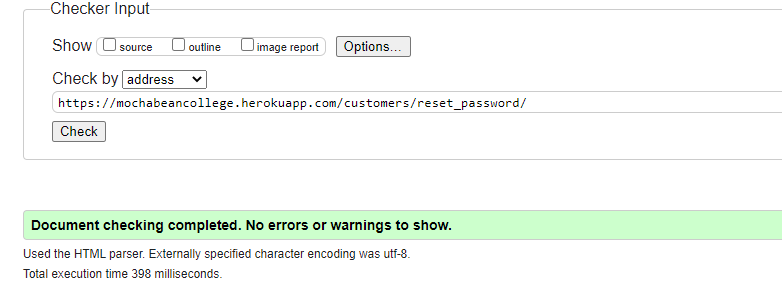 Checker Input
Show source outline image report Options...
Check by address
https://mochabeancollege.herokuapp.com/customers/reset_password/
Check
Document checking completed. No errors or warnings to show.
Used the HTML parser. Externally specified character encoding was utf-8.
Total execution time 398 milliseconds.